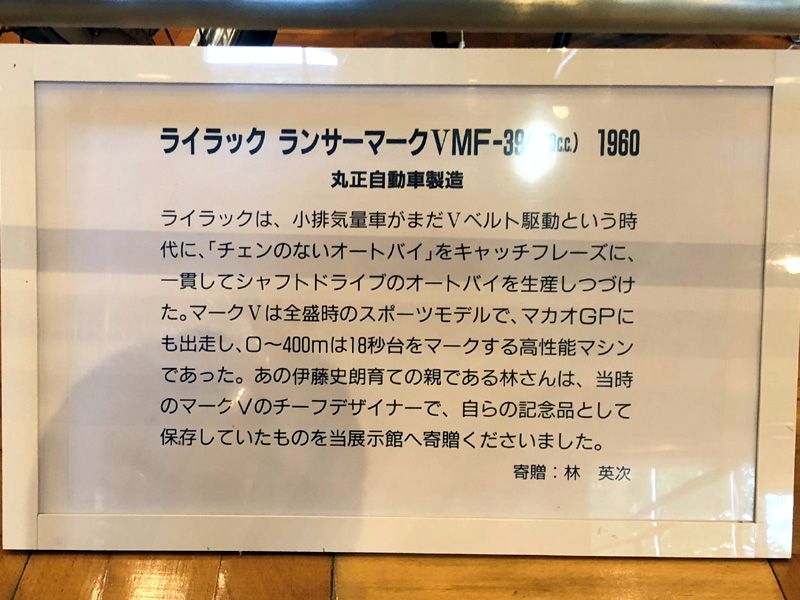 ライラック ランサーマークVMF-39 c.c.) 1960
丸正自動車製造
ライラックは、小排気量車がまだVベルト駆動という時
代に、「チェンのないオートバイ」をキャッチフレーズに、
一貫してシャフトドライブのオートバイを生産しつづけ
た。マークVは全盛時のスポーツモデルで、マカオGPに
も出走し、0〜400mは18秒台をマークする高性能マシン
であった。あの伊藤史朗育ての親である林さんは、当時
のマークVのチーフデザイナーで、自らの記念品として
保存していたものを当展示館へ寄贈くださいました。
寄贈：林　英次